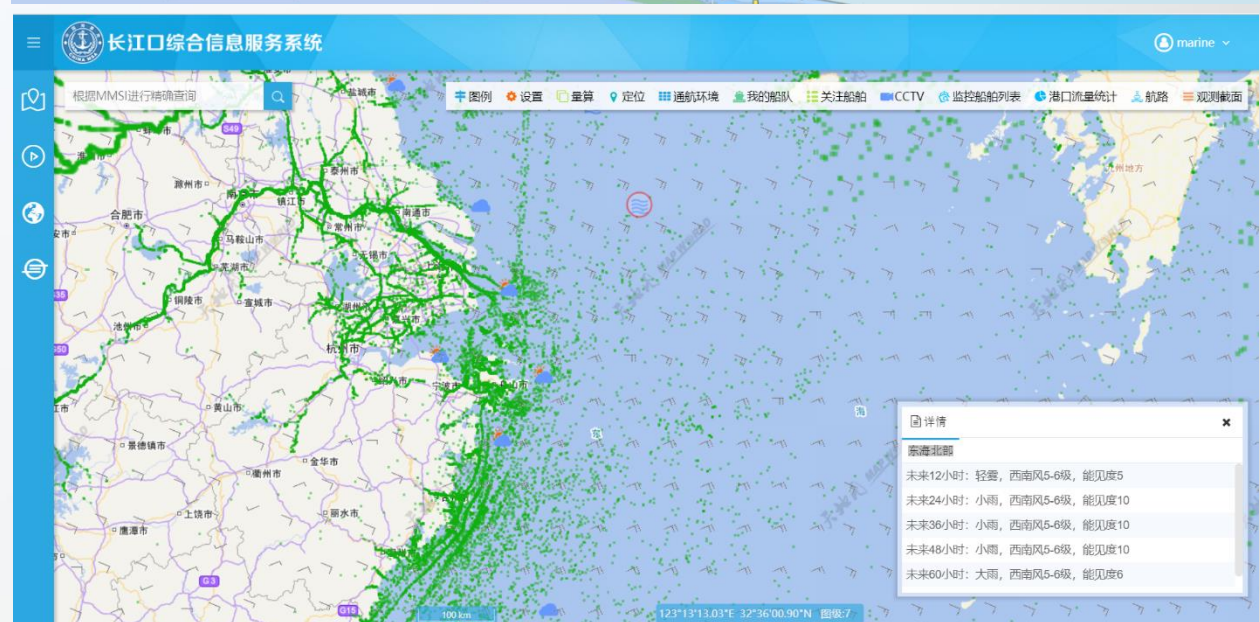 长江口综合信息服务系统
marine
根据MMSI进行精确查询
图例 设置 量算 定位 通航环境 我的船队 关注船舶 CCTV 监控船舶列表 港口流量统计 航路 观测截面
盐城市
S49
泰州市
滁州市
镇江市
合肥市
南通市
常州市
马鞍山市
无锡市
芜湖市
铜陵市
宣城市
池州市
杭州市
宁波市
黄山市
景德镇市
衢州市
金华市
上饶市
丽水市
鹰潭市
G3
G15
东
海
详情
东海北部
未来12小时：轻雾，西南风5-6级，能见度5
未来24小时：小雨，西南风5-6级，能见度10
未来36小时：小雨，西南风5-6级，能见度10
未来48小时：小雨，西南风5-6级，能见度10
未来60小时：大雨，西南风5-6级，能见度6
100 km
123°13'13.03"E 32°36'00.90"N 图级:7